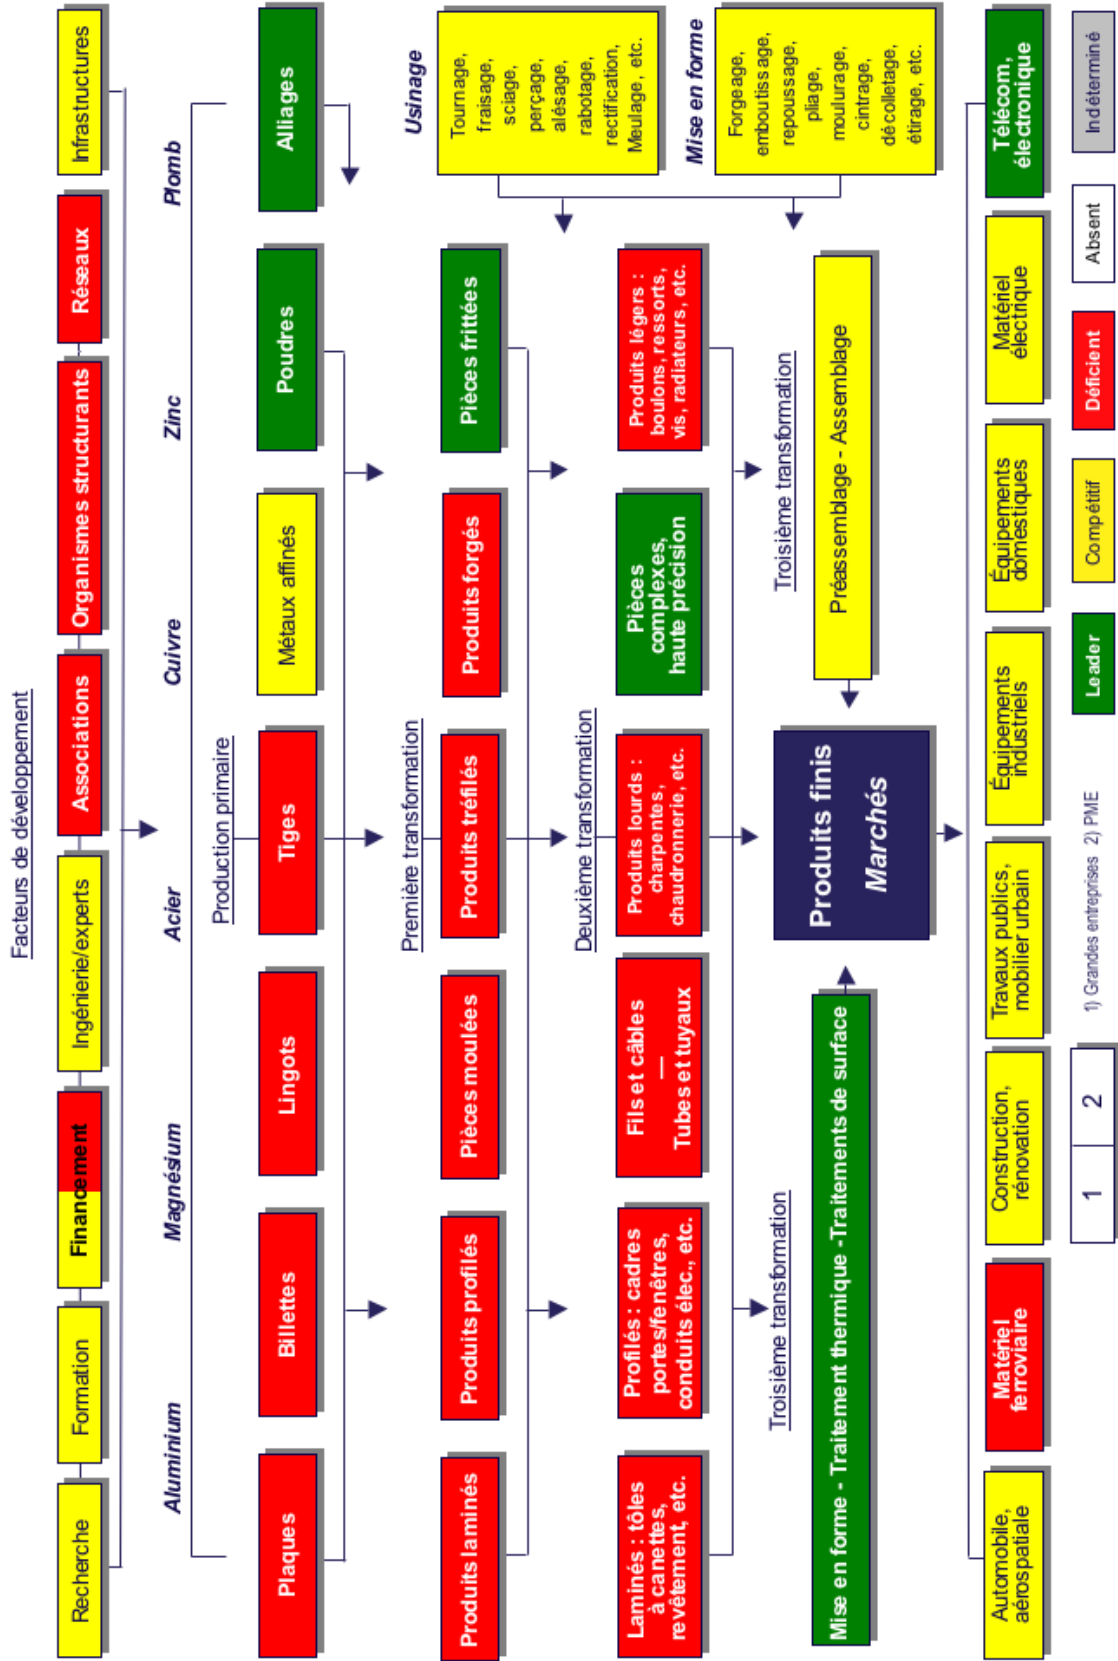 Facteurs de développement
Recherche
Formation
Financement
Ingénierie/experts
Associations
Organismes structurants
Réseaux
Infrastructures
Aluminium
Magnésium
Acier
Cuivre
Zinc
Plomb
Production primaire
Plaques
Billettes
Lingots
Tiges
Métaux affinés
Poudres
Alliages
Première transformation
Produits laminés
Produits profilés
Pièces moulées
Produits tréfilés
Produits forgés
Pièces frittées
Usinage
Tournage,
fraisage,
sciage,
perçage,
alésage,
rabotage,
rectification,
Meulage, etc.
Deuxième transformation
Laminés : tôles
à canettes,
revêtement, etc.
Profilés : cadres
portes/fenêtres,
conduits élec., etc.
Fils et câbles
—
Tubes et tuyaux
Produits lourds :
charpentes,
chaudronnerie, etc.
Pièces
complexes,
haute précision
Produits légers :
boulons, ressorts,
vis, radiateurs, etc.
Mise en forme
Forgeage,
emboutissage,
repoussage,
pliage,
moulurage,
cintrage,
décolletage,
étirage, etc.
Troisième transformation
Mise en forme - Traitement thermique -Traitements de surface
Produits finis
Marchés
Troisième transformation
Préassemblage - Assemblage
Automobile,
aérospatiale
Matériel
ferroviaire
Construction,
rénovation
Travaux publics,
mobilier urbain
Équipements
industriels
Équipements
domestiques
Matériel
électrique
Télécom,
électronique
1
2
1) Grandes entreprises 2) PME
Leader
Compétitif
Déficient
Absent
Indéterminé